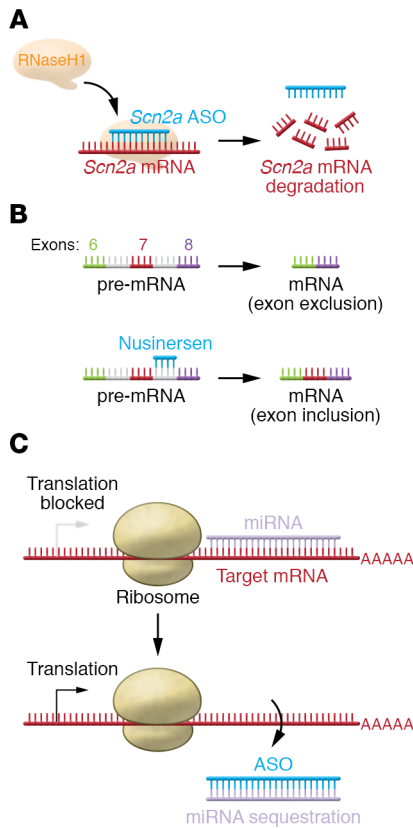 A
RNaseH1
Scn2a ASO
Scn2a mRNA
Scn2a mRNA
degradation
B
Exons: 6 7 8
pre-mRNA
mRNA
(exon exclusion)
Nusinersen
pre-mRNA
mRNA
(exon inclusion)
C
Translation
blocked
miRNA
Target mRNA
AAAAA
Ribosome
Translation
AAAAA
ASO
miRNA sequestration